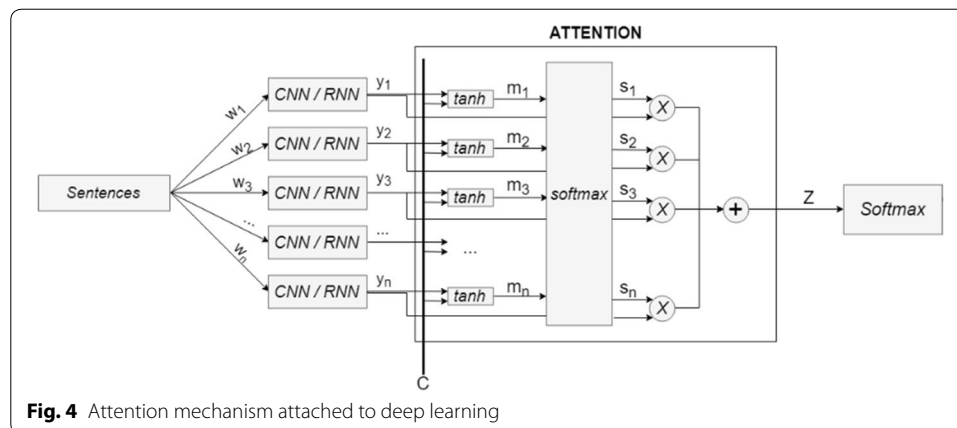 ATTENTION
Sentences
w1
w2
w3
...
wn
CNN / RNN
CNN / RNN
CNN / RNN
CNN / RNN
CNN / RNN
y1
y2
y3
...
yn
C
tanh
tanh
tanh
...
tanh
m1
m2
m3
mn
softmax
s1
s2
s3
sn
X
X
X
X
+
Z
Softmax
Fig. 4 Attention mechanism attached to deep learning